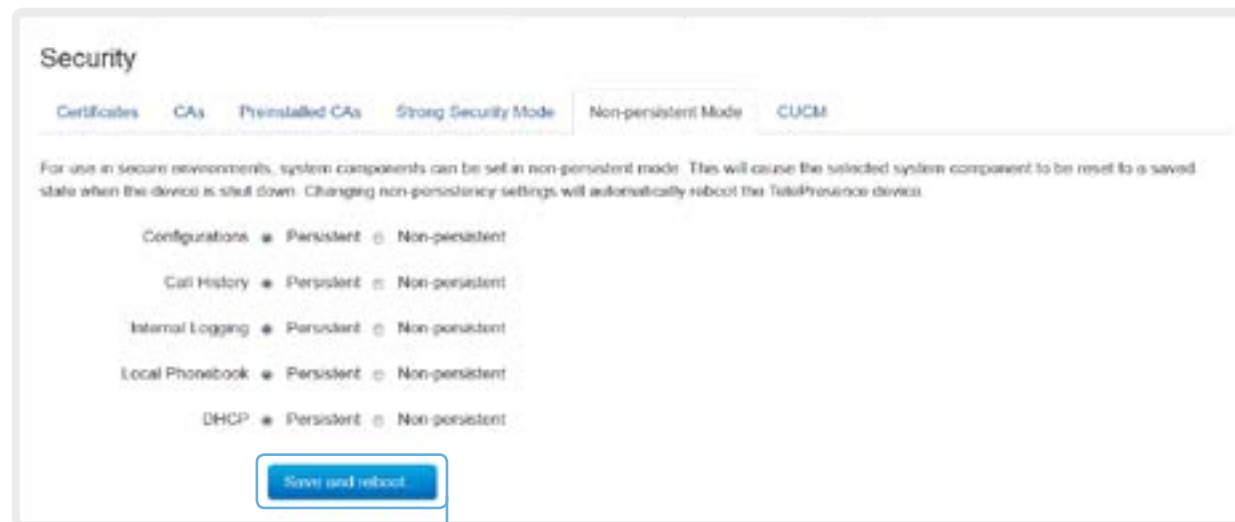 Security
Certificates CAs Preinstalled CAs Strong Security Mode Non-persistent Mode CUCM
For use in secure environments, system components can be set in non-persistent mode. This will cause the selected system component to be reset to a saved
state when the device is shut down. Changing non-persistency settings will automatically reboot the TelePresence device.
Configurations Persistent Non-persistent
Call History Persistent Non-persistent
Internal Logging Persistent Non-persistent
Local Phonebook Persistent Non-persistent
DHCP Persistent Non-persistent
Save and reboot...